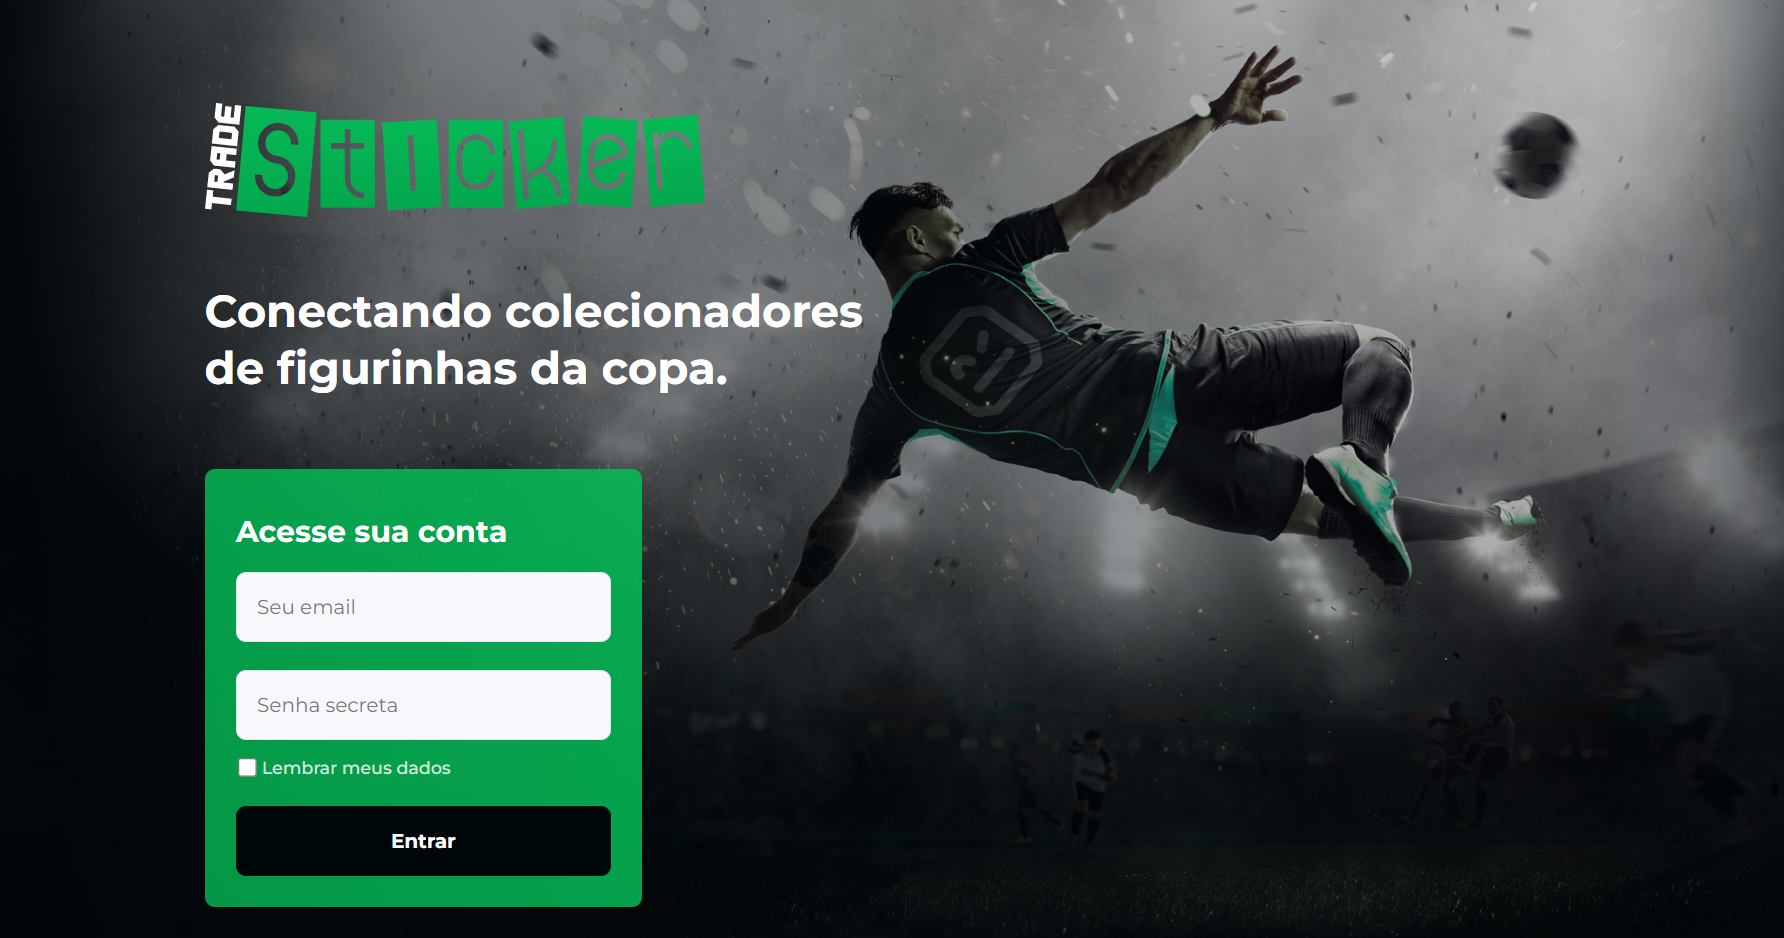 TRADE
Sticker
Conectando colecionadores
de figurinhas da copa.
Acesse sua conta
Seu email
Senha secreta
Lembrar meus dados
Entrar